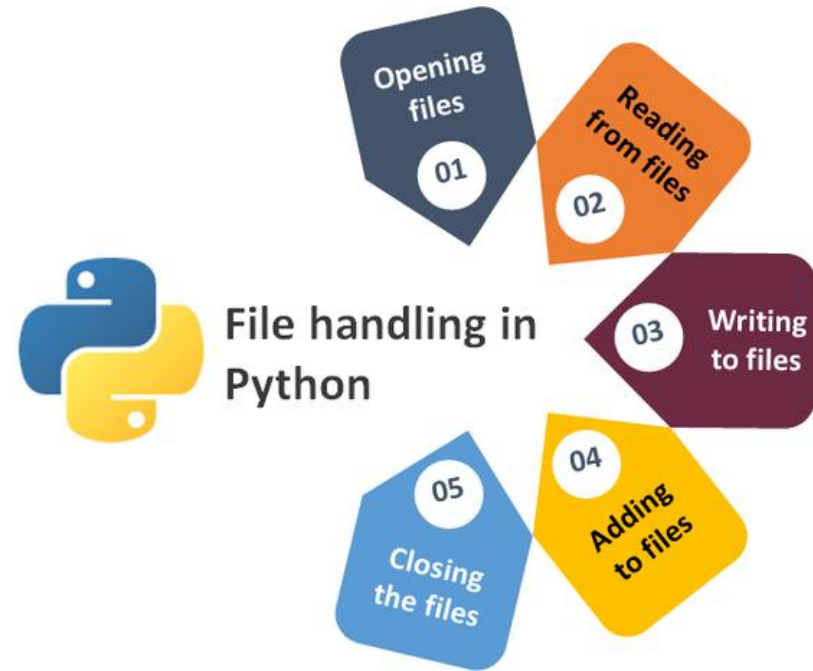 File handling in
Python
Opening
files
01
Reading
from files
02
03
Writing
to files
04
Adding
to files
05
Closing
the files